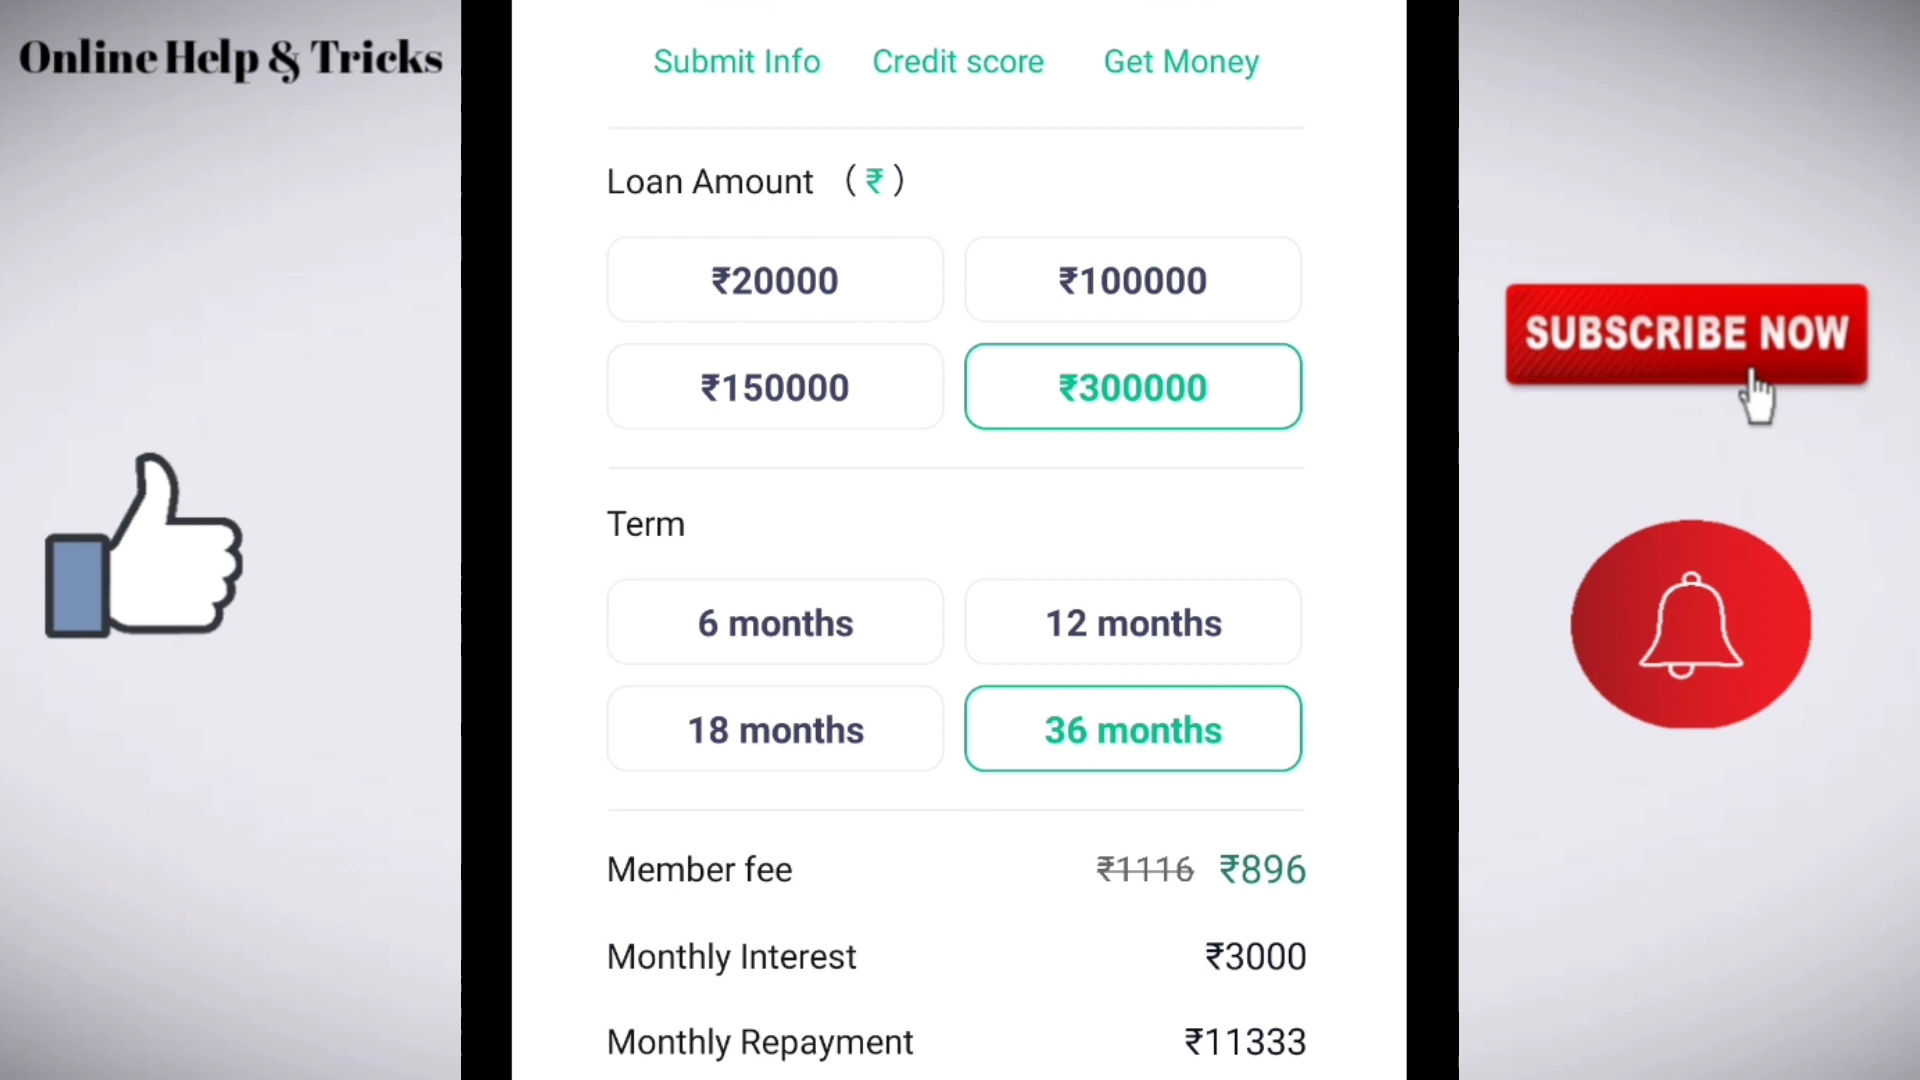 Online Help & Tricks
Submit Info Credit score Get Money
Loan Amount (₹)
₹20000 ₹100000
₹150000 ₹300000
SUBSCRIBE NOW
Term
6 months 12 months
18 months 36 months
Member fee ₹1116 ₹896
Monthly Interest ₹3000
Monthly Repayment ₹11333